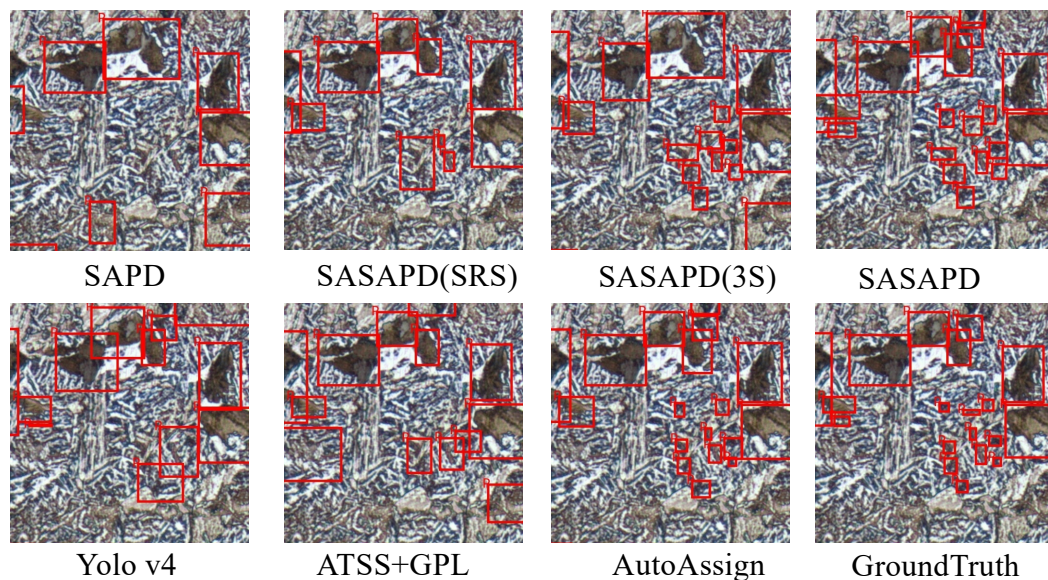 SAPD
SASAPD(SRS)
SASAPD(3S)
SASAPD
Yolo v4
ATSS+GPL
AutoAssign
GroundTruth